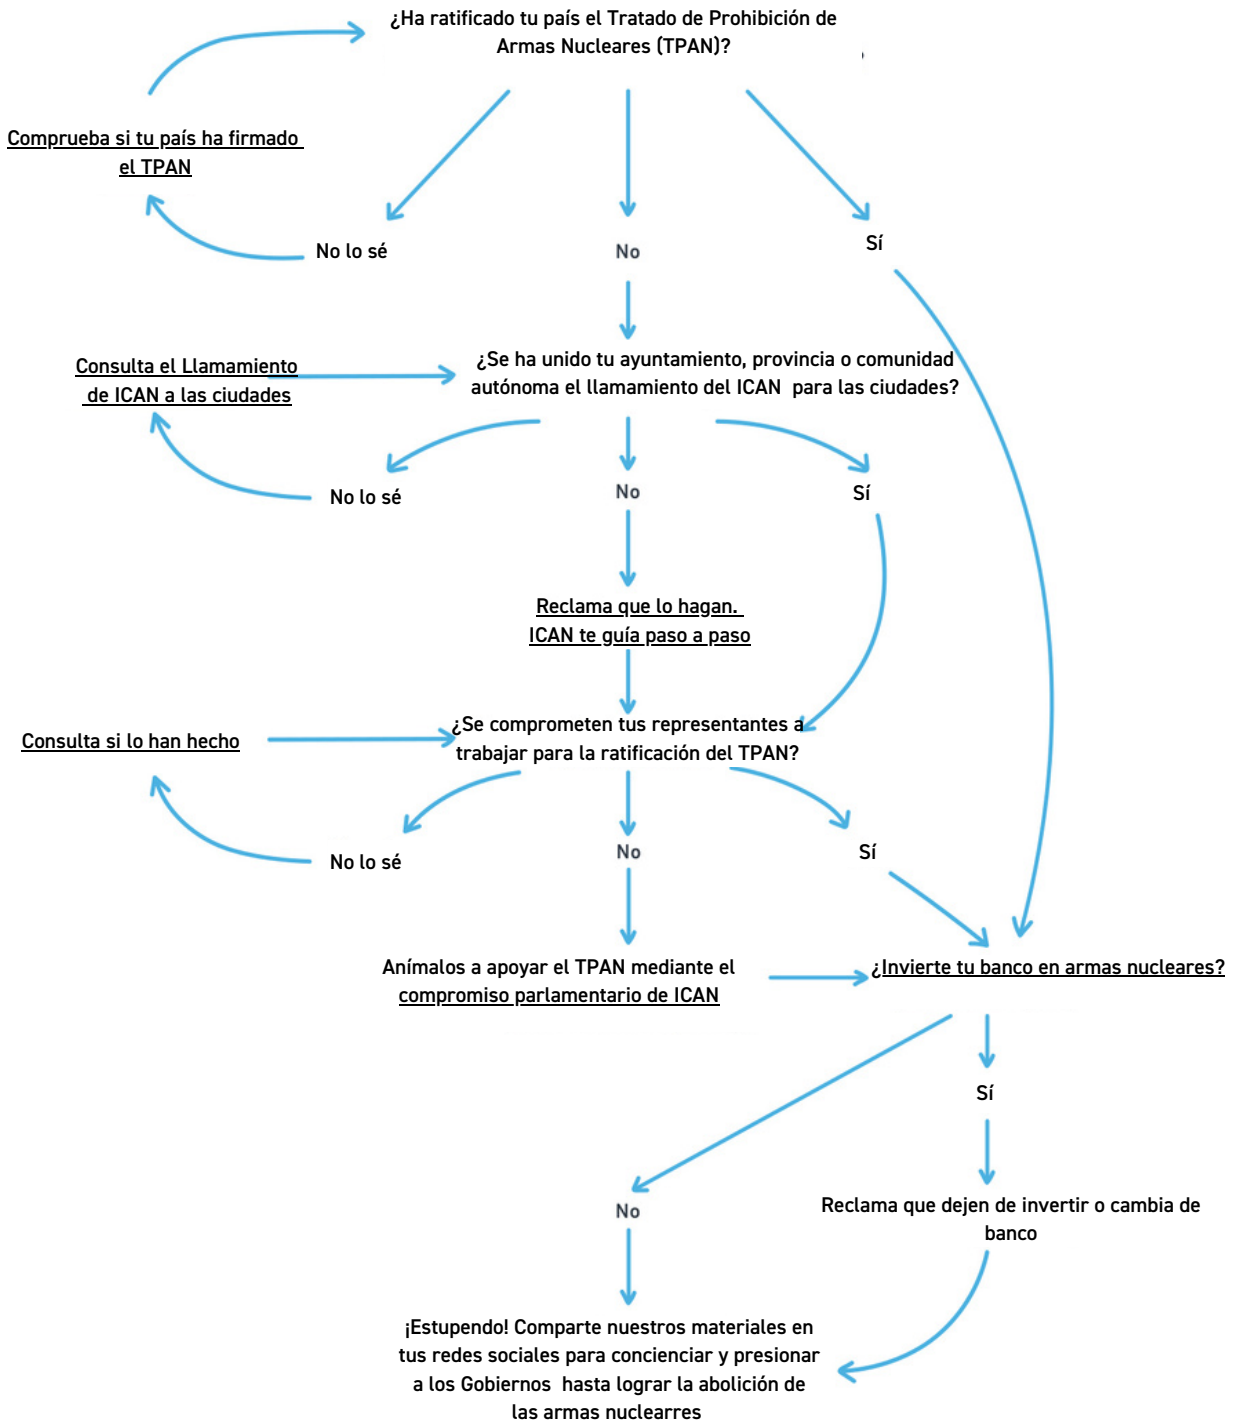 ¿Ha ratificado tu país el Tratado de Prohibición de
Armas Nucleares (TPAN)?
Comprueba si tu país ha firmado
el TPAN
No lo sé
No
Sí
Consulta el Llamamiento
de ICAN a las ciudades
¿Se ha unido tu ayuntamiento, provincia o comunidad
autónoma el llamamiento del ICAN para las ciudades?
No lo sé
No
Sí
Reclama que lo hagan.
ICAN te guía paso a paso
Consulta si lo han hecho
¿Se comprometen tus representantes a
trabajar para la ratificación del TPAN?
No lo sé
No
Sí
Anímalos a apoyar el TPAN mediante el
compromiso parlamentario de ICAN
¿Invierte tu banco en armas nucleares?
Sí
No
Reclama que dejen de invertir o cambia de
banco
¡Estupendo! Comparte nuestros materiales en
tus redes sociales para concienciar y presionar
a los Gobiernos hasta lograr la abolición de
las armas nuclearres